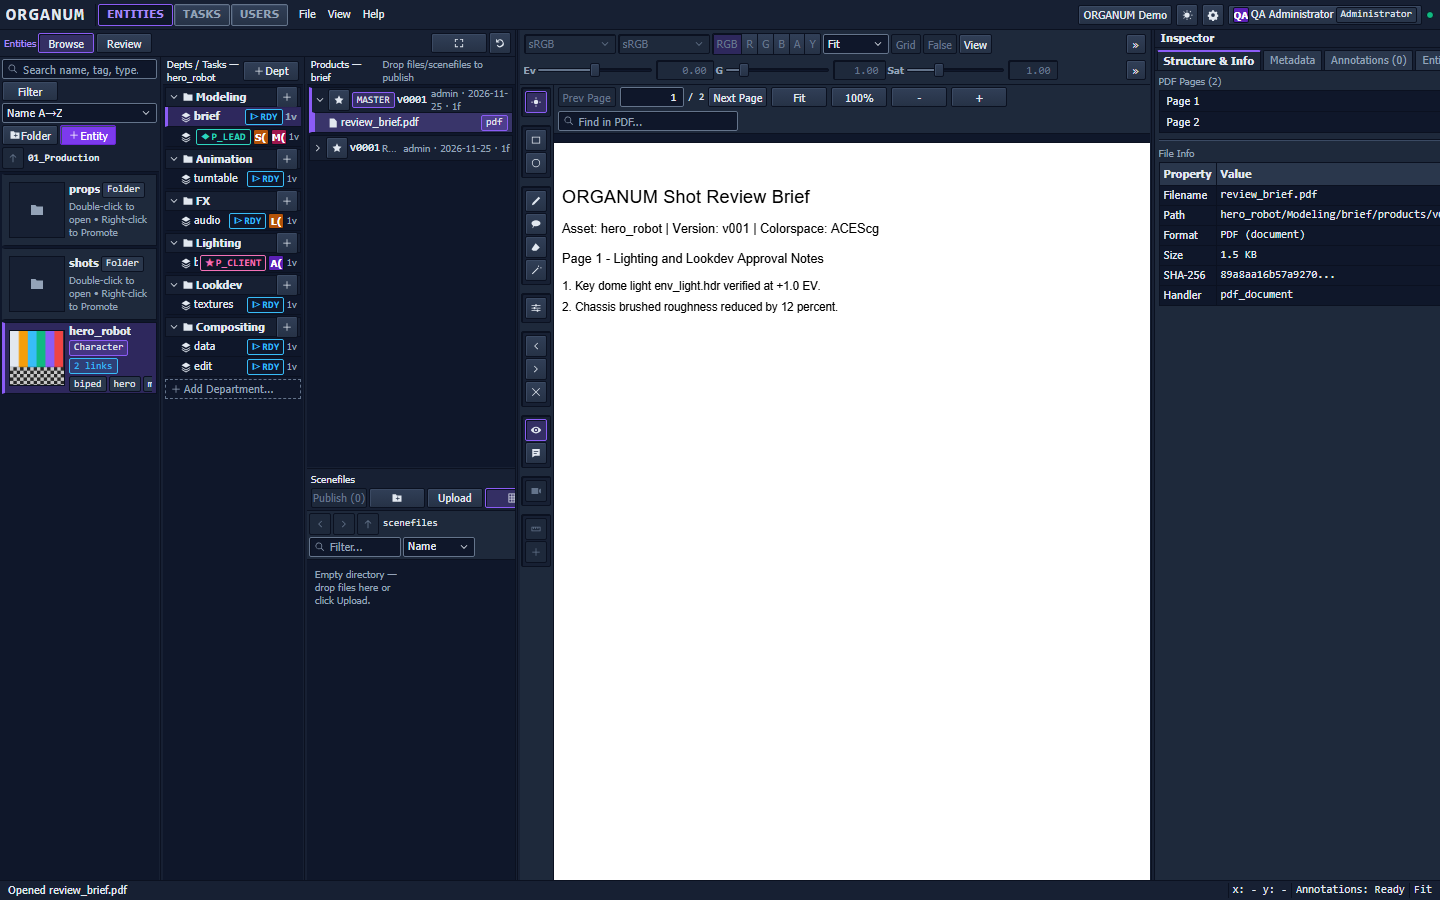 ORGANUM ENTITIES TASKS USERS File View Help ORGANUM Demo QA QA Administrator Administrator
Entities Browse Review
Search name, tag, type.
Filter
Name A→Z
Folder + Entity
01_Production
props Folder
Double-click to
open • Right-click
to Promote
shots Folder
Double-click to
open • Right-click
to Promote
hero_robot
Character
2 links
biped hero
Depts / Tasks —
hero_robot
+ Dept
Modeling
brief RDY 1v
P_LEAD S( M( 1v
Animation
turntable RDY 1v
FX
audio RDY L( 1v
Lighting
P_CLIENT A( 1v
Lookdev
textures RDY 1v
Compositing
data RDY 1v
edit RDY 1v
+ Add Department...
Products —
brief
Drop files/scenefiles to
publish
MASTER v0001 admin · 2026-11-
25 · 1f
review_brief.pdf pdf
v0001 R... admin · 2026-11-25 · 1f
Scenefiles
Publish (0) Upload
scenefiles
Filter... Name
Empty directory —
drop files here or
click Upload.
sRGB sRGB RGB R G B A Y Fit Grid False View »
Ev 0.00 G 1.00 Sat 1.00 »
Prev Page 1 / 2 Next Page Fit 100% - +
Find in PDF...
ORGANUM Shot Review Brief
Asset: hero_robot | Version: v001 | Colorspace: ACEScg
Page 1 - Lighting and Lookdev Approval Notes
1. Key dome light env_light.hdr verified at +1.0 EV.
2. Chassis brushed roughness reduced by 12 percent.
Inspector
Structure & Info Metadata Annotations (0) Enti
PDF Pages (2)
Page 1
Page 2
File Info
Property Value
Filename review_brief.pdf
Path hero_robot/Modeling/brief/products/v
Format PDF (document)
Size 1.5 KB
SHA-256 89a8aa16b57a9270...
Handler pdf_document
Opened review_brief.pdf
x: - y: - Annotations: Ready Fit